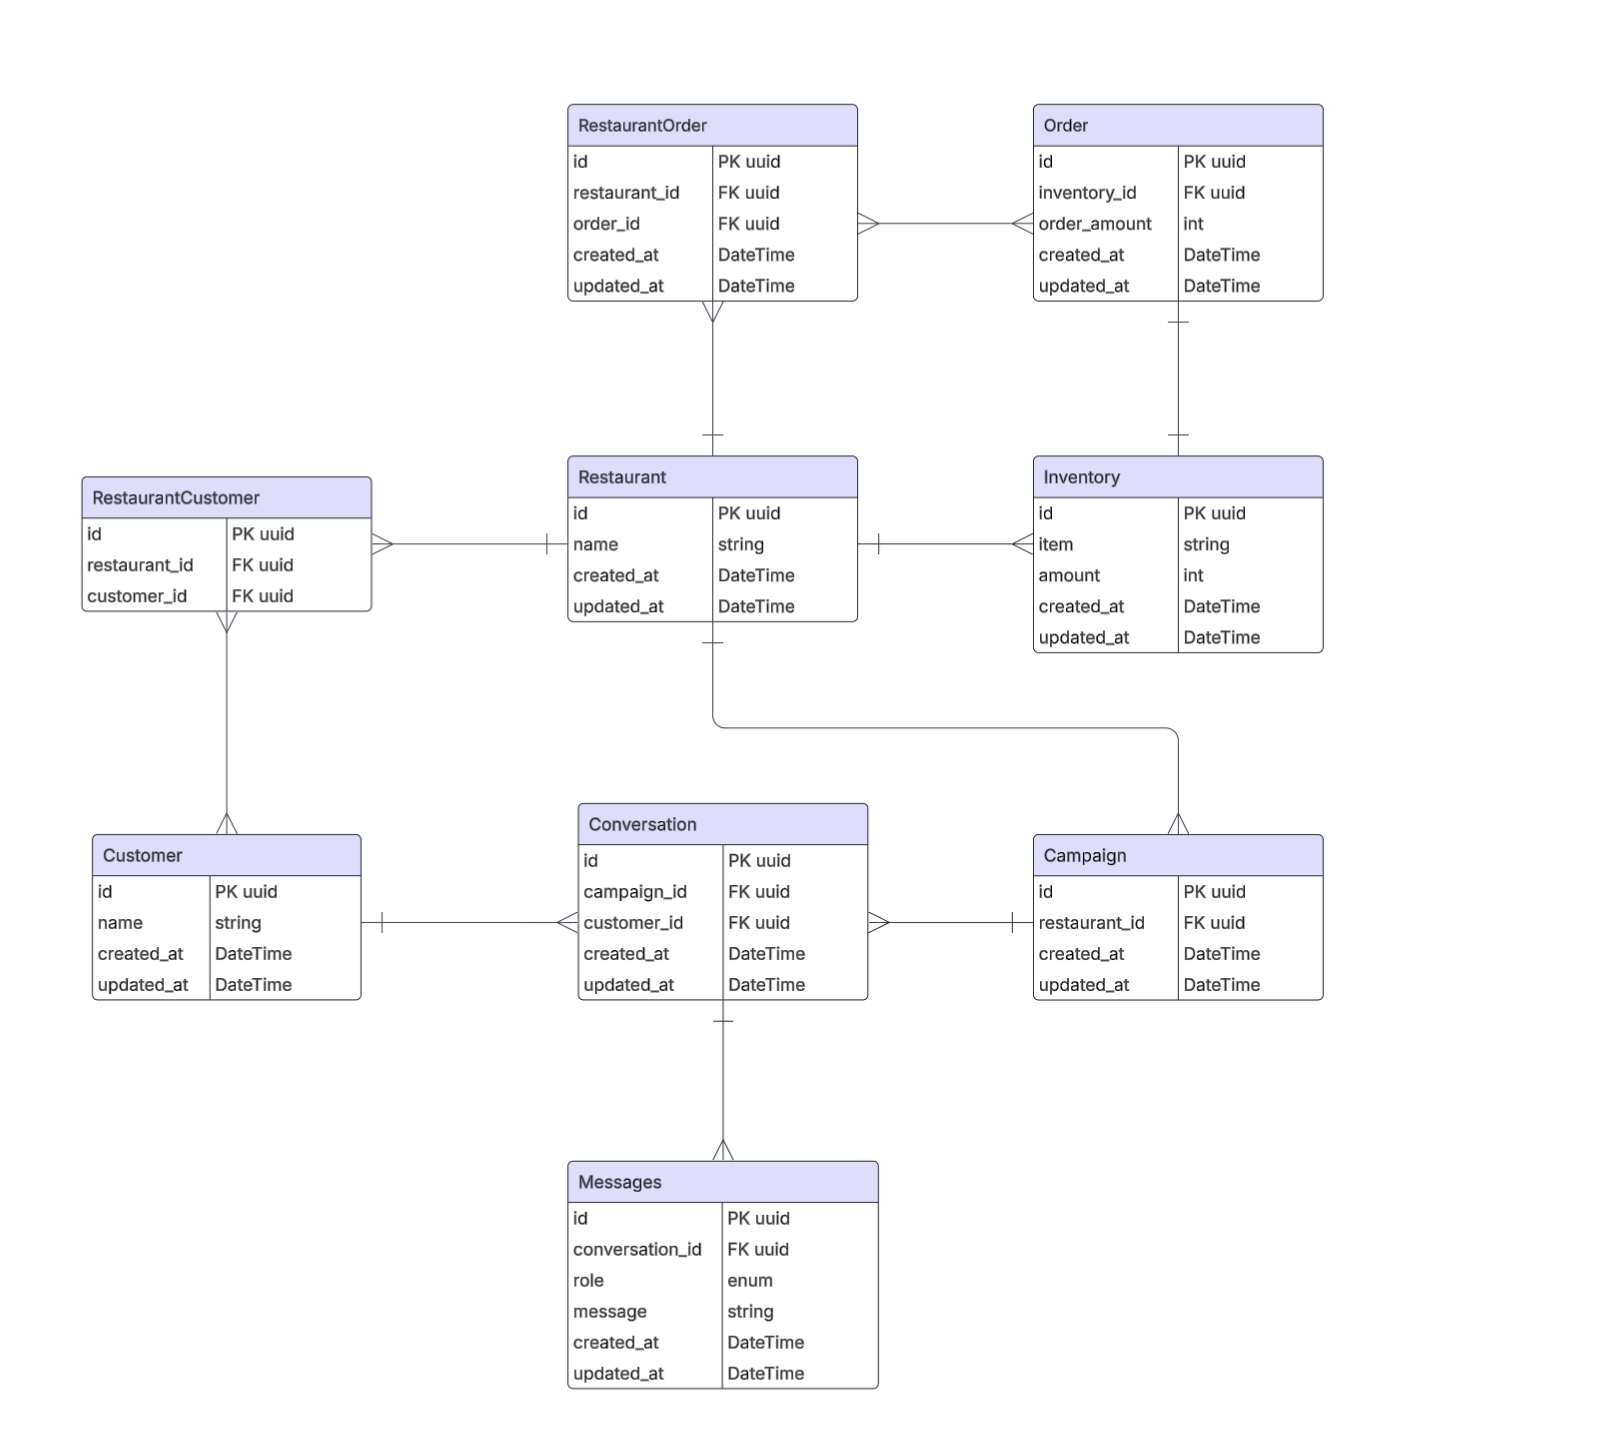 RestaurantOrder
id PK uuid
restaurant_id FK uuid
order_id FK uuid
created_at DateTime
updated_at DateTime
Order
id PK uuid
inventory_id FK uuid
order_amount int
created_at DateTime
updated_at DateTime
RestaurantCustomer
id PK uuid
restaurant_id FK uuid
customer_id FK uuid
Restaurant
id PK uuid
name string
created_at DateTime
updated_at DateTime
Inventory
id PK uuid
item string
amount int
created_at DateTime
updated_at DateTime
Customer
id PK uuid
name string
created_at DateTime
updated_at DateTime
Conversation
id PK uuid
campaign_id FK uuid
customer_id FK uuid
created_at DateTime
updated_at DateTime
Campaign
id PK uuid
restaurant_id FK uuid
created_at DateTime
updated_at DateTime
Messages
id PK uuid
conversation_id FK uuid
role enum
message string
created_at DateTime
updated_at DateTime